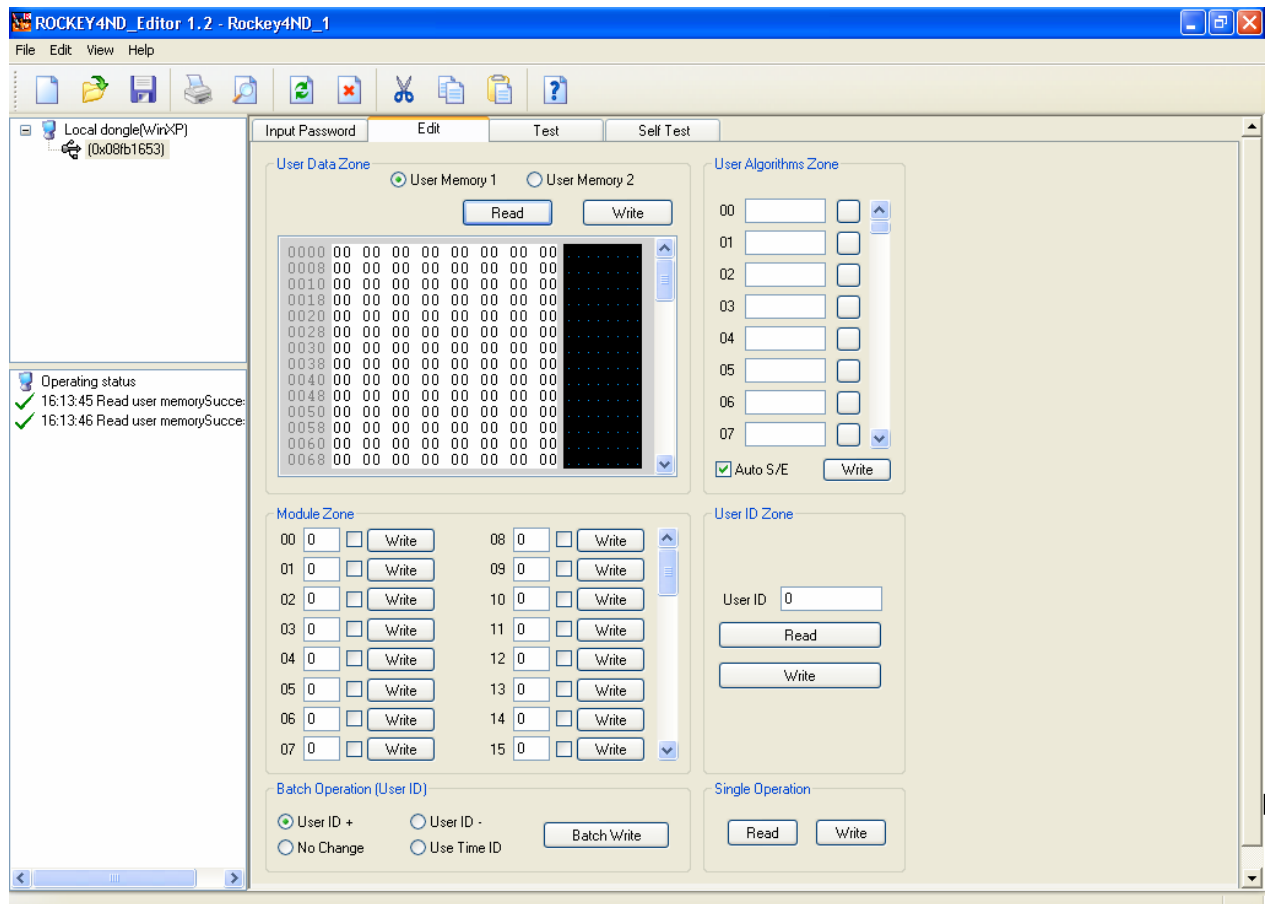 ROCKEY4ND_Editor 1.2 - Rockey4ND_1
File Edit View Help
Local dongle(WinXP)
(0x08fb1653)
Operating status
16:13:45 Read user memorySucce
16:13:46 Read user memorySucce
Input Password Edit Test Self Test
User Data Zone
User Memory 1 User Memory 2
Read Write
0000 00 00 00 00 00 00 00 00 ........
0008 00 00 00 00 00 00 00 00 ........
0010 00 00 00 00 00 00 00 00 ........
0018 00 00 00 00 00 00 00 00 ........
0020 00 00 00 00 00 00 00 00 ........
0028 00 00 00 00 00 00 00 00 ........
0030 00 00 00 00 00 00 00 00 ........
0038 00 00 00 00 00 00 00 00 ........
0040 00 00 00 00 00 00 00 00 ........
0048 00 00 00 00 00 00 00 00 ........
0050 00 00 00 00 00 00 00 00 ........
0058 00 00 00 00 00 00 00 00 ........
0060 00 00 00 00 00 00 00 00 ........
0068 00 00 00 00 00 00 00 00 ........
User Algorithms Zone
00
01
02
03
04
05
06
07
Auto S/E Write
Module Zone
00 0 Write 08 0 Write
01 0 Write 09 0 Write
02 0 Write 10 0 Write
03 0 Write 11 0 Write
04 0 Write 12 0 Write
05 0 Write 13 0 Write
06 0 Write 14 0 Write
07 0 Write 15 0 Write
User ID Zone
User ID 0
Read
Write
Batch Operation (User ID)
User ID + User ID -
No Change Use Time ID
Batch Write
Single Operation
Read Write